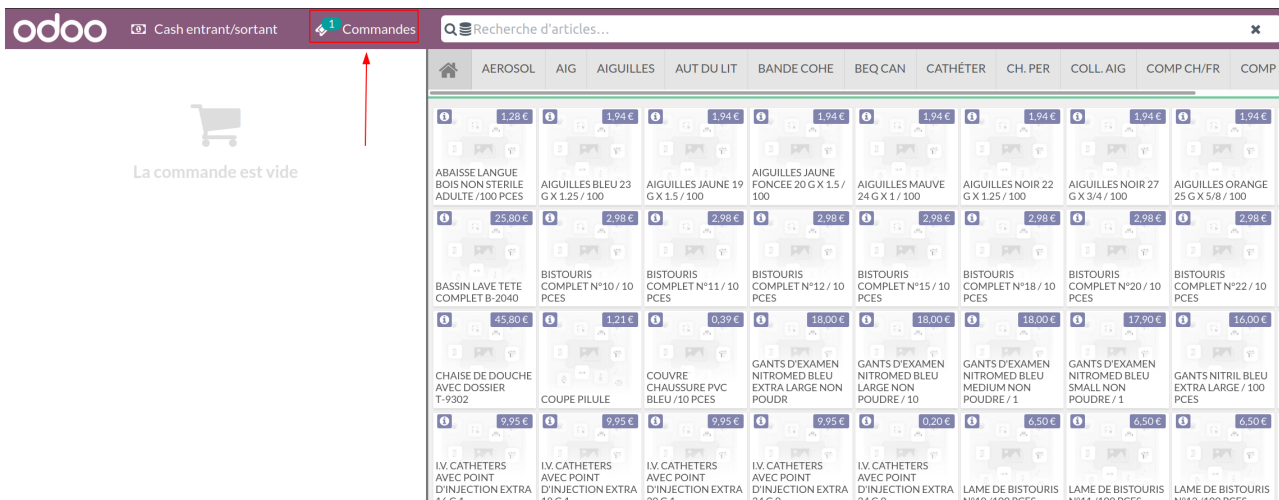 odoo
Cash entrant/sortant
1
Commandes
Recherche d'articles...
AEROSOL
AIG
AIGUILLES
AUT DU LIT
BANDE COHE
BEQ CAN
CATHÉTER
CH. PER
COLL. AIG
COMP CH/FR
COMP
La commande est vide
1,28 €
ABAISSE LANGUE
BOIS NON STERILE
ADULTE /100 PCES
1,94 €
AIGUILLES BLEU 23
G X 1.25 / 100
1,94 €
AIGUILLES JAUNE 19
G X 1.5 / 100
1,94 €
AIGUILLES JAUNE
FONCEE 20 G X 1.5 /
100
1,94 €
AIGUILLES MAUVE
24 G X 1 / 100
1,94 €
AIGUILLES NOIR 22
G X 1.25 / 100
1,94 €
AIGUILLES NOIR 27
G X 3/4 / 100
1,94 €
AIGUILLES ORANGE
25 G X 5/8 / 100
25,80 €
BASSIN LAVE TETE
COMPLET B-2040
2,98 €
BISTOURIS
COMPLET N°10 / 10
PCES
2,98 €
BISTOURIS
COMPLET N°11 / 10
PCES
2,98 €
BISTOURIS
COMPLET N°12 / 10
PCES
2,98 €
BISTOURIS
COMPLET N°15 / 10
PCES
2,98 €
BISTOURIS
COMPLET N°18 / 10
PCES
2,98 €
BISTOURIS
COMPLET N°20 / 10
PCES
2,98 €
BISTOURIS
COMPLET N°22 / 10
PCES
45,80 €
CHAISE DE DOUCHE
AVEC DOSSIER
T-9302
1,21 €
COUPE PILULE
0,39 €
COUVRE
CHAUSSURE PVC
BLEU /10 PCES
18,00 €
GANTS D'EXAMEN
NITROMED BLEU
EXTRA LARGE NON
POUDR
18,00 €
GANTS D'EXAMEN
NITROMED BLEU
LARGE NON
POUDRE / 10
18,00 €
GANTS D'EXAMEN
NITROMED BLEU
MEDIUM NON
POUDRE / 1
17,90 €
GANTS D'EXAMEN
NITROMED BLEU
SMALL NON
POUDRE / 1
16,00 €
GANTS NITRIL BLEU
EXTRA LARGE / 100
PCES
9,95 €
I.V. CATHETERS
AVEC POINT
D'INJECTION EXTRA
9,95 €
I.V. CATHETERS
AVEC POINT
D'INJECTION EXTRA
9,95 €
I.V. CATHETERS
AVEC POINT
D'INJECTION EXTRA
9,95 €
I.V. CATHETERS
AVEC POINT
D'INJECTION EXTRA
0,20 €
I.V. CATHETERS
AVEC POINT
D'INJECTION EXTRA
6,50 €
LAME DE BISTOURIS
6,50 €
LAME DE BISTOURIS
6,50 €
LAME DE BISTOURIS